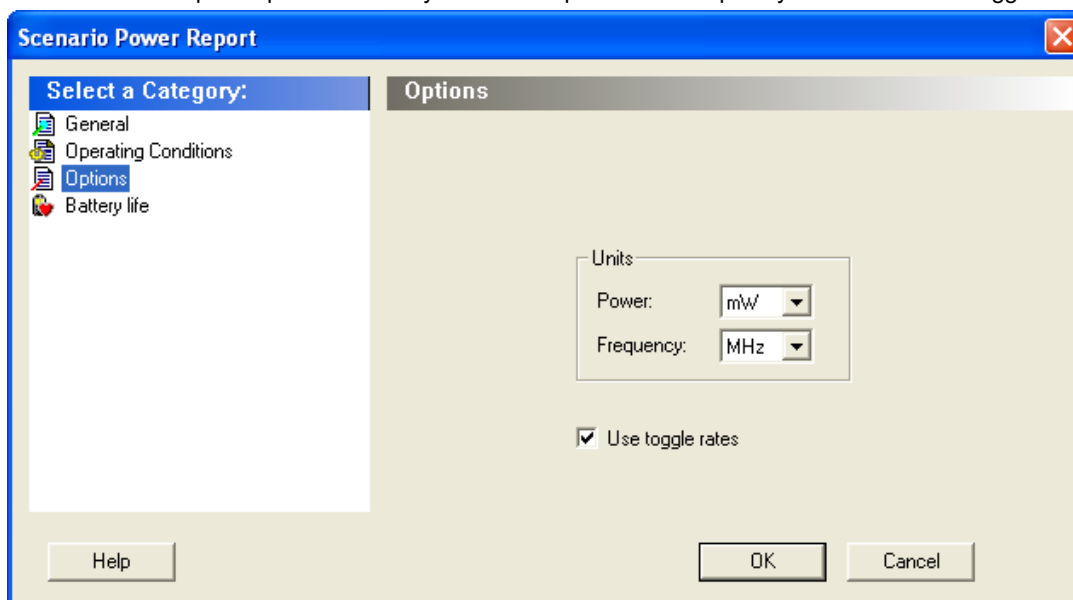 Scenario Power Report
Select a Category:
General
Operating Conditions
Options
Battery life
Options
Units
Power: mW
Frequency: MHz
Use toggle rates
Help
OK
Cancel